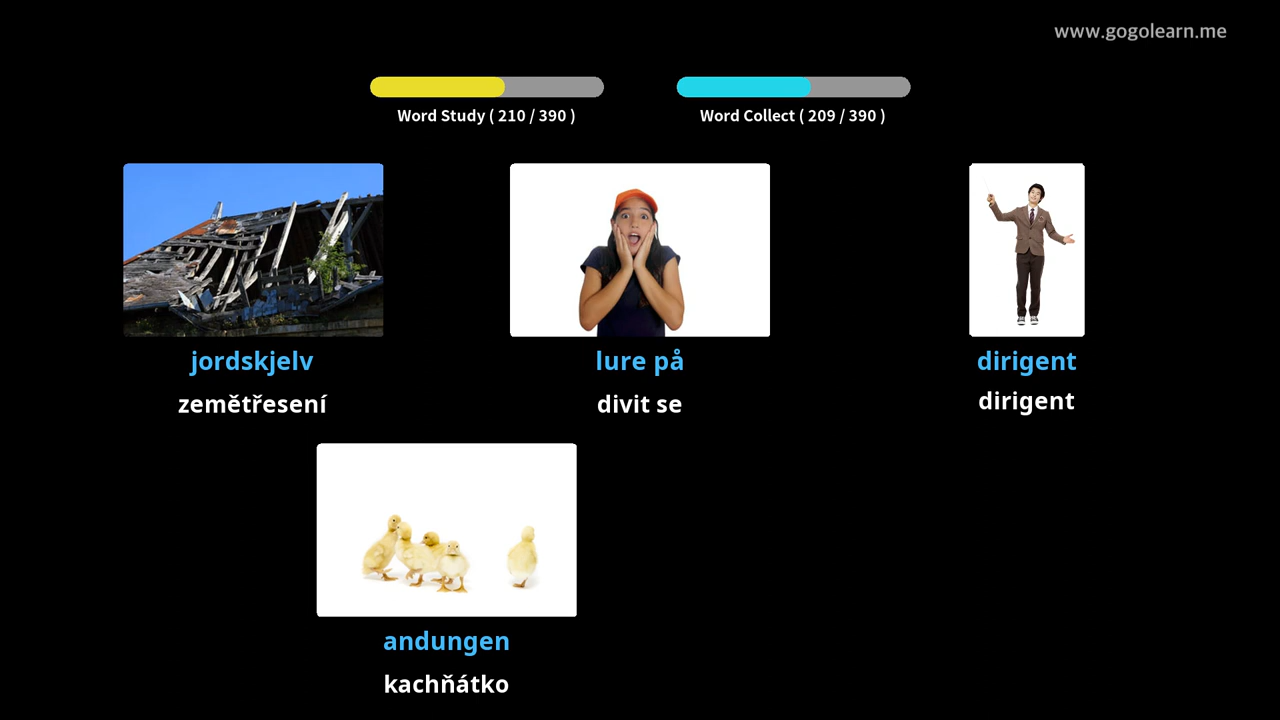 www.gogolearn.me
Word Study ( 210 / 390 )
Word Collect ( 209 / 390 )
jordskjelv
zemětřesení
lure på
divit se
dirigent
dirigent
andungen
kachňátko